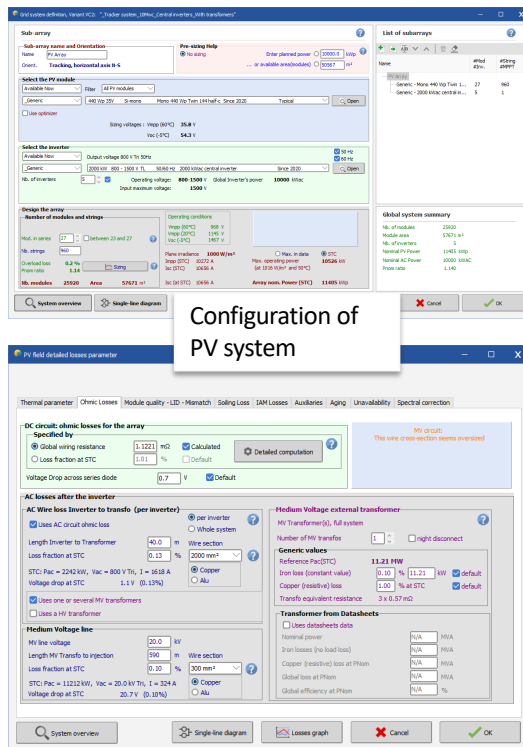 Grid system definition, Variant VC2: "_Tracker system_10Mwc_Central inverters_With transformers"
Sub-array
List of subarrays
Sub-array name and Orientation
Name PV Array
Orient. Tracking, horizontal axis N-S
Pre-sizing Help
No sizing
Enter planned power 10000.0 kWp
... or available area(modules) 50567 m²
Name #Mod #Inv. #String #MPPT
PV Array
Generic - Mono 440 Wp Twin 1... 27 960
Generic - 2000 kWac central in... 5 1
Select the PV module
Available Now Filter All PV modules
_Generic 440 Wp 35V Si-mono Mono 440 Wp Twin 144 half-c Since 2020 Typical Open
Use optimizer
Sizing voltages : Vmpp (60°C) 35.8 V
Voc (-5°C) 54.3 V
Select the inverter
Available Now Output voltage 800 V Tri 50Hz
50 Hz
60 Hz
_Generic 2000 kW 800 - 1500 V TL 50/60 Hz 2000 kWac central inverter Since 2020 Open
Nb. of inverters 5 Operating voltage: 800-1500 V Global Inverter's power 10000 kWac
Input maximum voltage: 1500 V
Design the array
Number of modules and strings
Mod. in series 27 between 23 and 27
Nb. strings 960
Overload loss 0.2 %
Pnom ratio 1.14
Sizing
Nb. modules 25920 Area 57671 m²
Operating conditions
Vmpp (60°C) 968 V
Vmpp (20°C) 1145 V
Voc (-5°C) 1467 V
Plane irradiance 1000 W/m²
Impp (STC) 10272 A
Isc (STC) 10656 A
Isc (at STC) 10656 A
Max. in data STC
Max. operating power 10526 kW
(at 1016 W/m² and 50°C)
Array nom. Power (STC) 11405 kWp
Global system summary
Nb. of modules 25920
Module area 57671 m²
Nb. of inverters 5
Nominal PV Power 11405 kWp
Nominal AC Power 10000 kWAC
Pnom ratio 1.140
System overview
Single-line diagram
Cancel
OK
Configuration of
PV system
PV field detailed losses parameter
Thermal parameter Ohmic Losses Module quality - LID - Mismatch Soiling Loss IAM Losses Auxiliaries Aging Unavailability Spectral correction
DC circuit: ohmic losses for the array
Specified by
Global wiring resistance 1.1221 mΩ Calculated
Loss fraction at STC 1.01 % Default
Detailed computation
Voltage Drop across series diode 0.7 V Default
MV circuit:
This wire cross-section seems oversized
AC losses after the inverter
AC Wire loss Inverter to transfo (per inverter)
Uses AC circuit ohmic loss
per inverter
Whole system
Length Inverter to Transformer 40.0 m Wire section
Loss fraction at STC 0.13 % 2000 mm²
STC: Pac = 2242 kW, Vac = 800 V Tri, I = 1618 A
Voltage drop at STC 1.1 V (0.13%)
Copper
Alu
Uses one or several MV transformers
Uses a HV transformer
Medium Voltage line
MV line voltage 20.0 kV
Length MV Transfo to injection 590 m Wire section
Loss fraction at STC 0.10 % 300 mm²
STC: Pac = 11212 kW, Vac = 20.0 kV Tri, I = 324 A
Voltage drop at STC 20.7 V (0.10%)
Copper
Alu
Medium Voltage external transformer
MV Transformer(s), full system
Number of MV transfos 1 night disconnect
Generic values
Reference Pac(STC) 11.21 MW
Iron loss (constant value) 0.10 % 11.21 kW default
Copper (resistive) loss 1.00 % at STC default
Transfo equivalent resistance 3 x 0.57 mΩ
Transformer from Datasheets
Uses datasheets data
Nominal power N/A MVA
Iron losses (no load loss) N/A MVA
Copper (resistive) loss at PNom N/A MVA
Global loss at PNom N/A MVA
Global efficiency at PNom N/A %
System overview
Single-line diagram
Losses graph
Cancel
OK